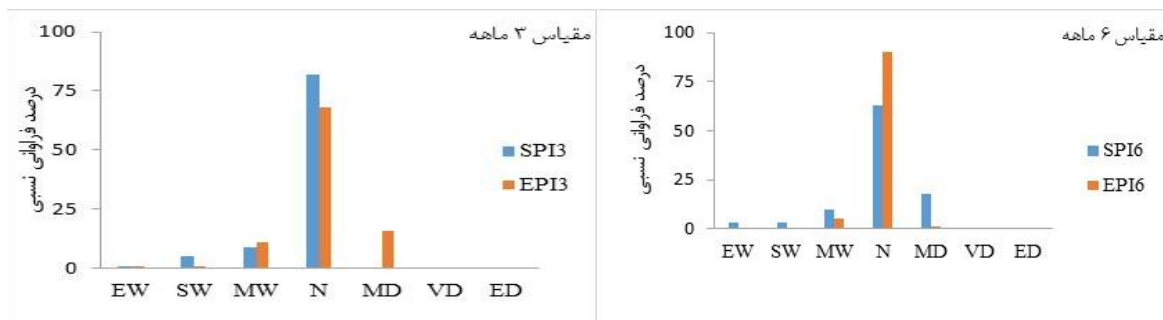 مقیاس ۳ ماهه
درصد فراوانی نسبی
100
75
50
25
0
EW SW MW N MD VD ED
SPI3
EPI3
مقیاس ۶ ماهه
درصد فراوانی نسبی
100
75
50
25
0
EW SW MW N MD VD ED
SPI6
EPI6